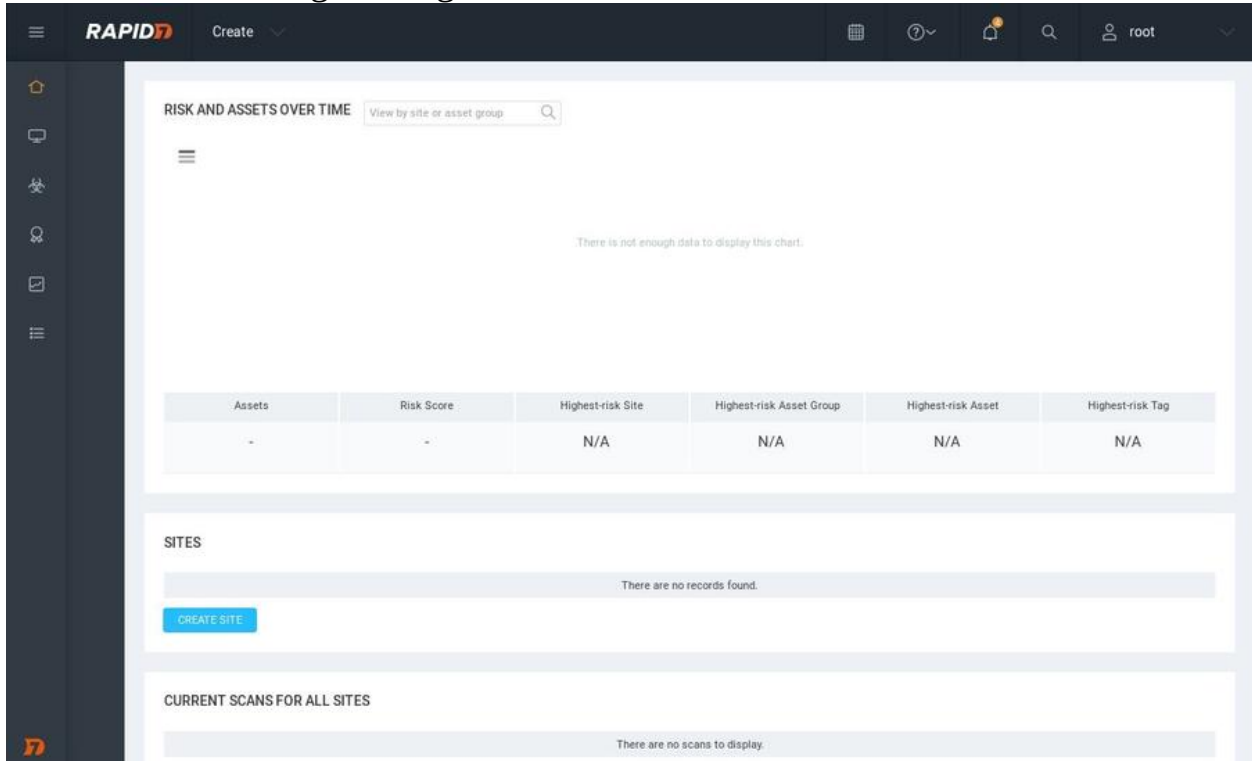 RAPID7 Create root
RISK AND ASSETS OVER TIME View by site or asset group
There is not enough data to display this chart.
Assets Risk Score Highest-risk Site Highest-risk Asset Group Highest-risk Asset Highest-risk Tag
- - N/A N/A N/A N/A
SITES
There are no records found.
CREATE SITE
CURRENT SCANS FOR ALL SITES
There are no scans to display.